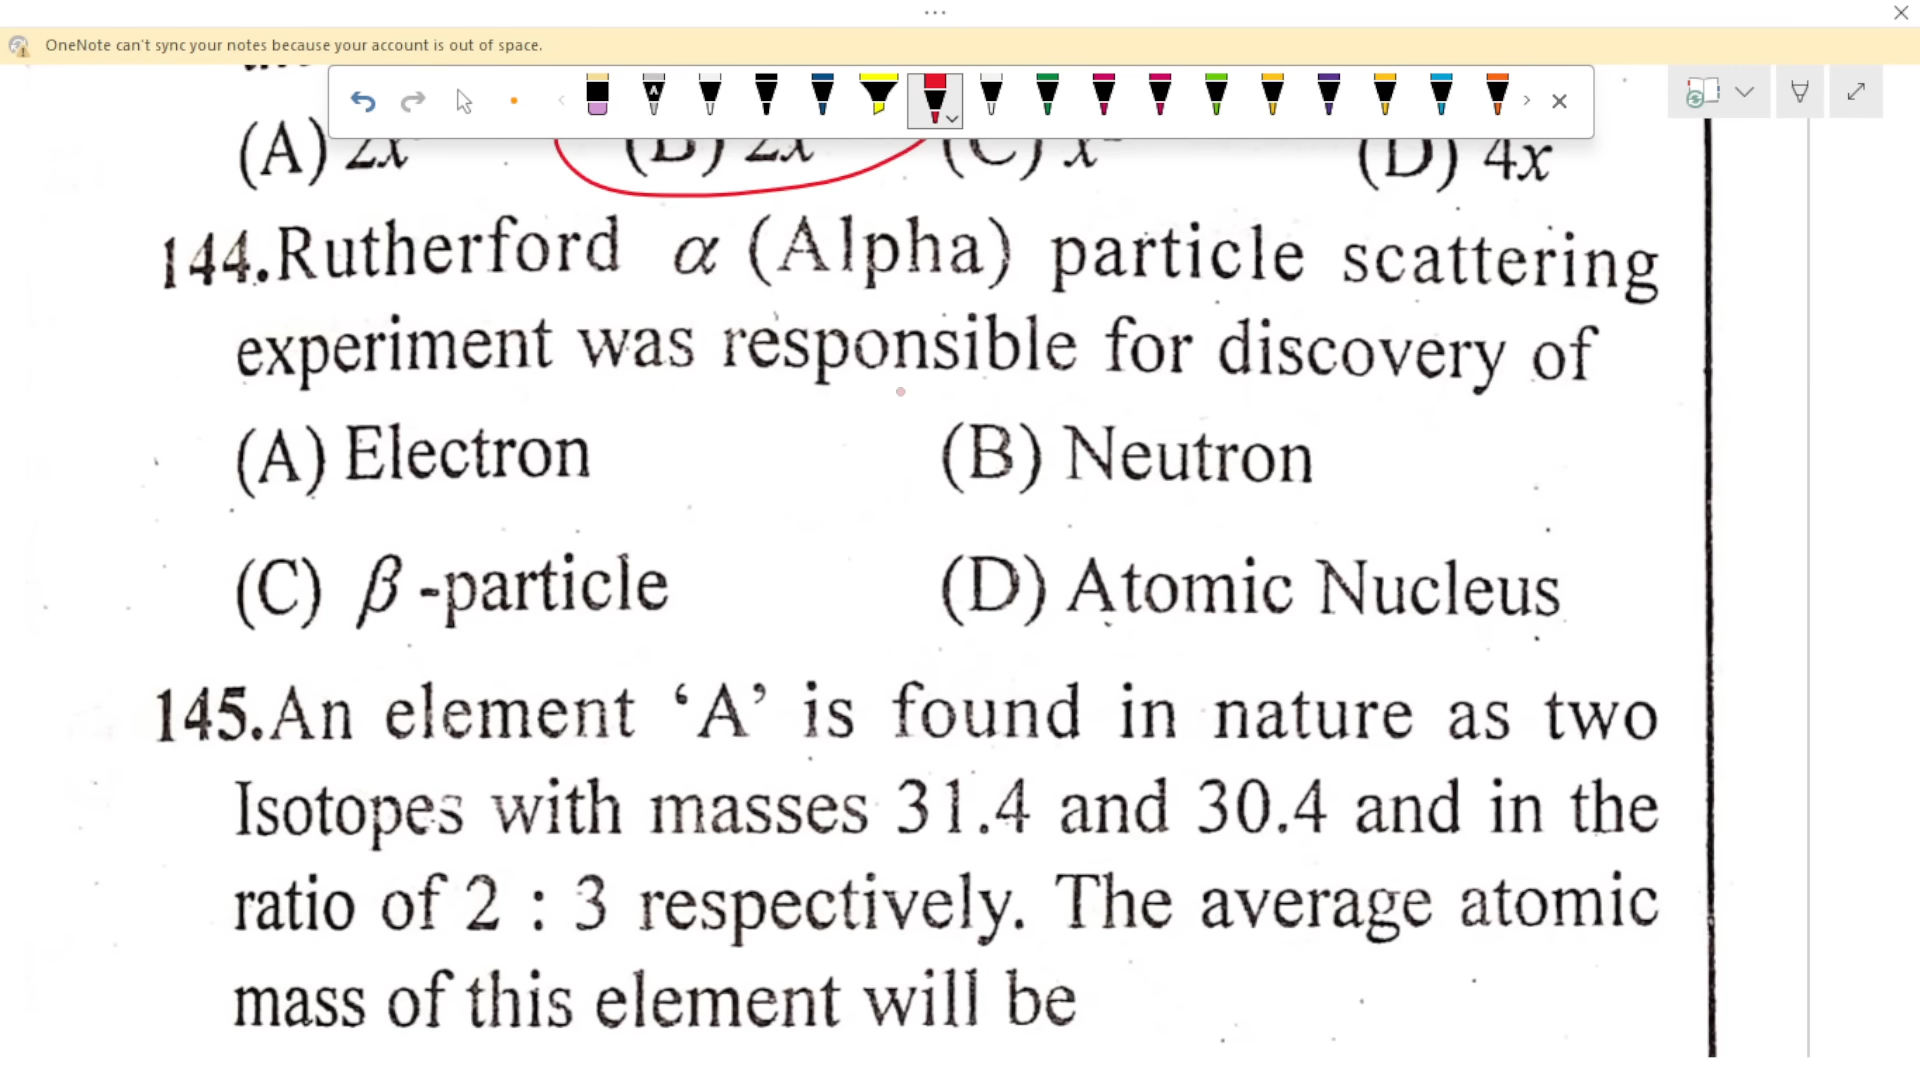 OneNote can't sync your notes because your account is out of space.
(A) 2x (B) 2x (C) x (D) 4x
144.Rutherford α (Alpha) particle scattering
experiment was responsible for discovery of
(A) Electron (B) Neutron
(C) β -particle (D) Atomic Nucleus
145.An element ‘A’ is found in nature as two
Isotopes with masses 31.4 and 30.4 and in the
ratio of 2 : 3 respectively. The average atomic
mass of this element will be